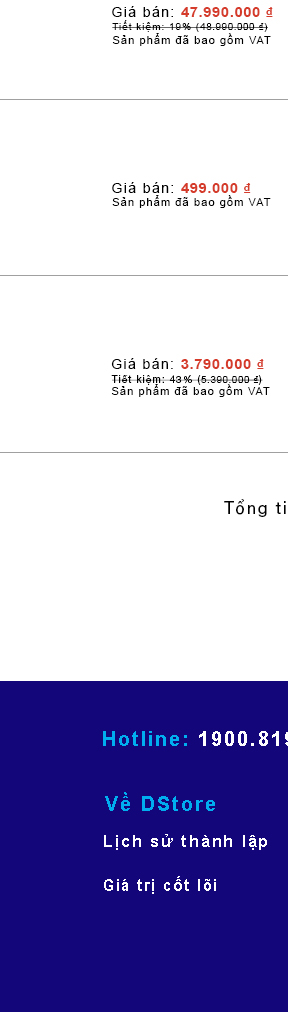 Giá bán: 47.990.000 ₫
Tiết kiệm: 19% (48.990.000 ₫)
Sản phẩm đã bao gồm VAT
Giá bán: 499.000 ₫
Sản phẩm đã bao gồm VAT
Giá bán: 3.790.000 ₫
Tiết kiệm: 43% (5.390.000 ₫)
Sản phẩm đã bao gồm VAT
Tổng ti
Hotline: 1900.819
Về DStore
Lịch sử thành lập
Giá trị cốt lõi